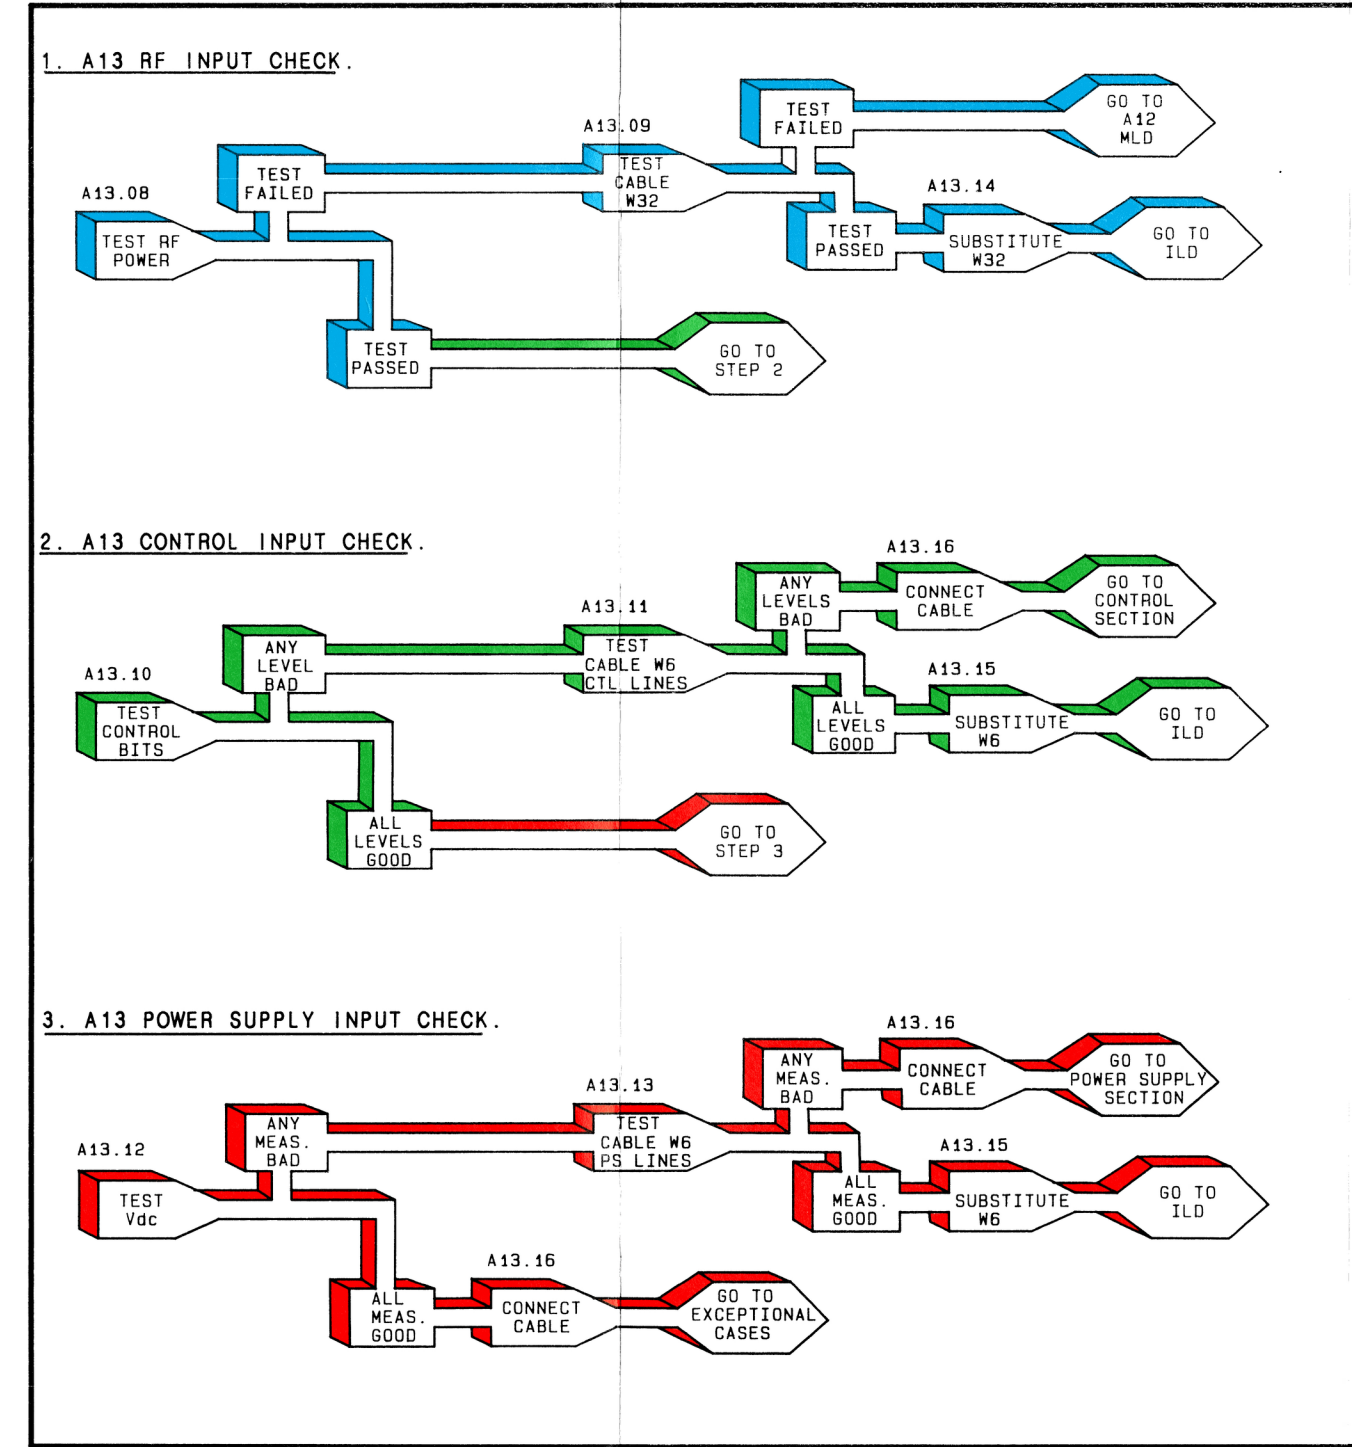 1. A13 RF INPUT CHECK.
A13.08
TEST RF
POWER
TEST
FAILED
TEST
PASSED
GO TO
STEP 2
A13.09
TEST
CABLE
W32
TEST
FAILED
GO TO
A12
MLD
TEST
PASSED
A13.14
SUBSTITUTE
W32
GO TO
ILD
2. A13 CONTROL INPUT CHECK.
A13.10
TEST
CONTROL
BITS
ANY
LEVEL
BAD
ALL
LEVELS
GOOD
GO TO
STEP 3
A13.11
TEST
CABLE W6
CTL LINES
ANY
LEVELS
BAD
A13.16
CONNECT
CABLE
GO TO
CONTROL
SECTION
ALL
LEVELS
GOOD
A13.15
SUBSTITUTE
W6
GO TO
ILD
3. A13 POWER SUPPLY INPUT CHECK.
A13.12
TEST
Vdc
ANY
MEAS.
BAD
ALL
MEAS.
GOOD
A13.16
CONNECT
CABLE
GO TO
EXCEPTIONAL
CASES
A13.13
TEST
CABLE W6
PS LINES
ANY
MEAS.
BAD
A13.16
CONNECT
CABLE
GO TO
POWER SUPPLY
SECTION
ALL
MEAS.
GOOD
A13.15
SUBSTITUTE
W6
GO TO
ILD